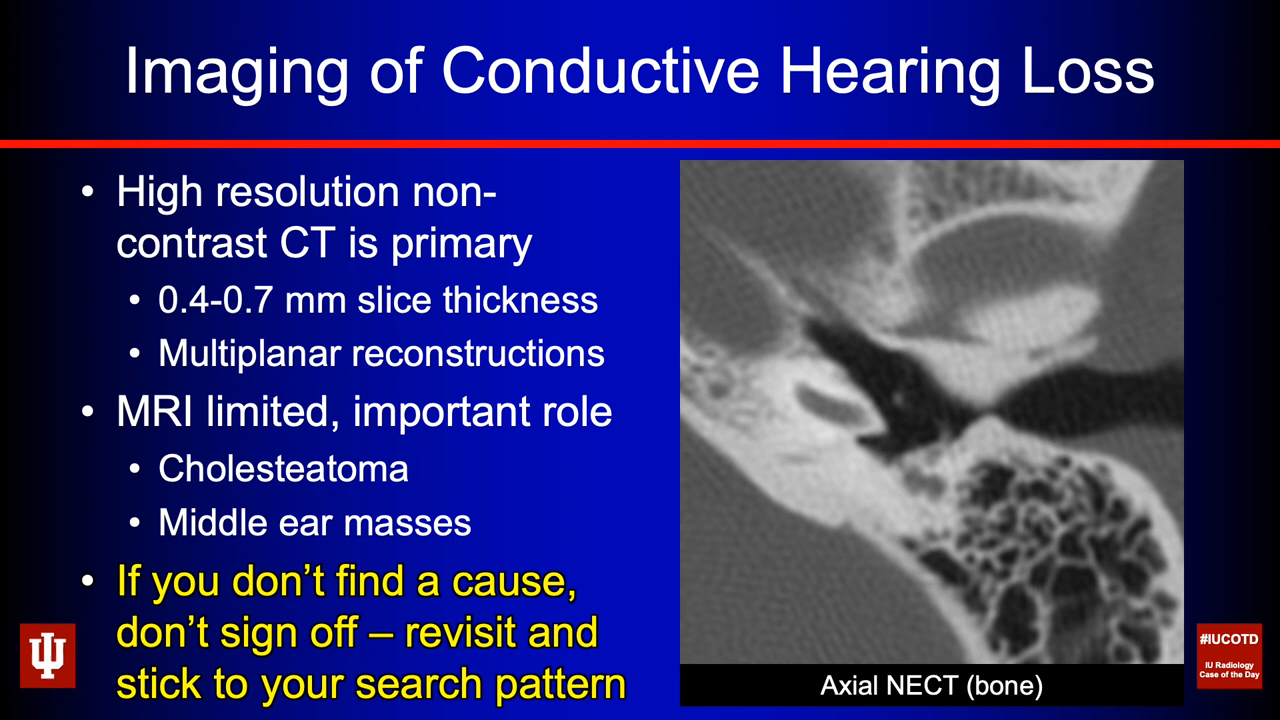 Imaging of Conductive Hearing Loss
• High resolution non-
contrast CT is primary
• 0.4-0.7 mm slice thickness
• Multiplanar reconstructions
• MRI limited, important role
• Cholesteatoma
• Middle ear masses
• If you don’t find a cause,
don’t sign off – revisit and
stick to your search pattern
Axial NECT (bone)
#IUCOTD
IU Radiology
Case of the Day